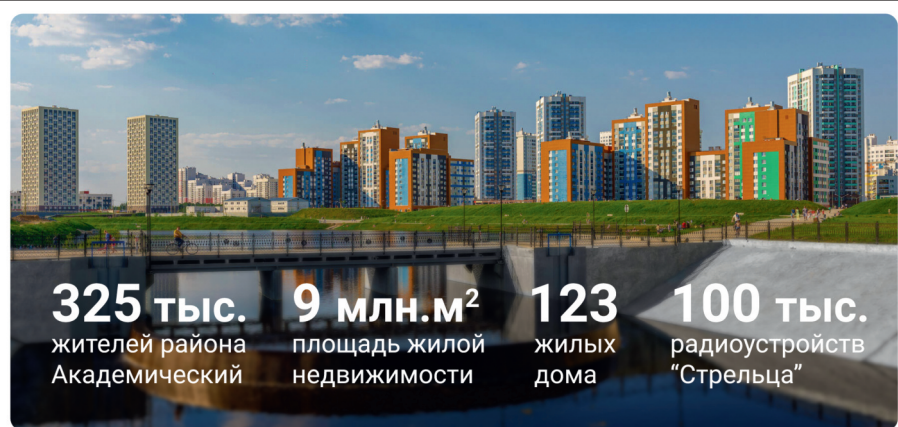 325 тыс.
жителей района
Академический
9 млн.м²
площадь жилой
недвижимости
123
жилых
дома
100 тыс.
радиоустройств
“Стрельца”